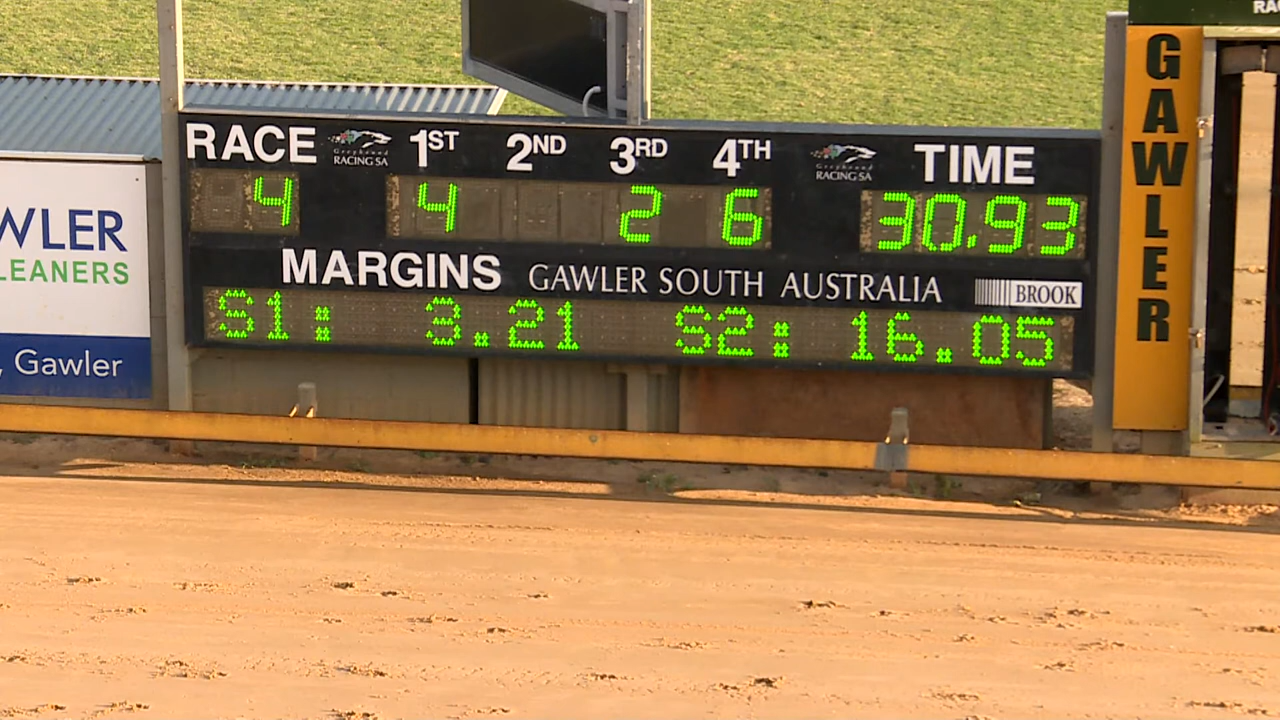 RAC
WLER
LEANERS
, Gawler
RACE Greyhound RACING SA 1ST 2ND 3RD 4TH Greyhound RACING SA TIME
4 4 2 6 30.93
MARGINS GAWLER SOUTH AUSTRALIA BROOK
S1: 3.21 S2: 16.05
GAWLER